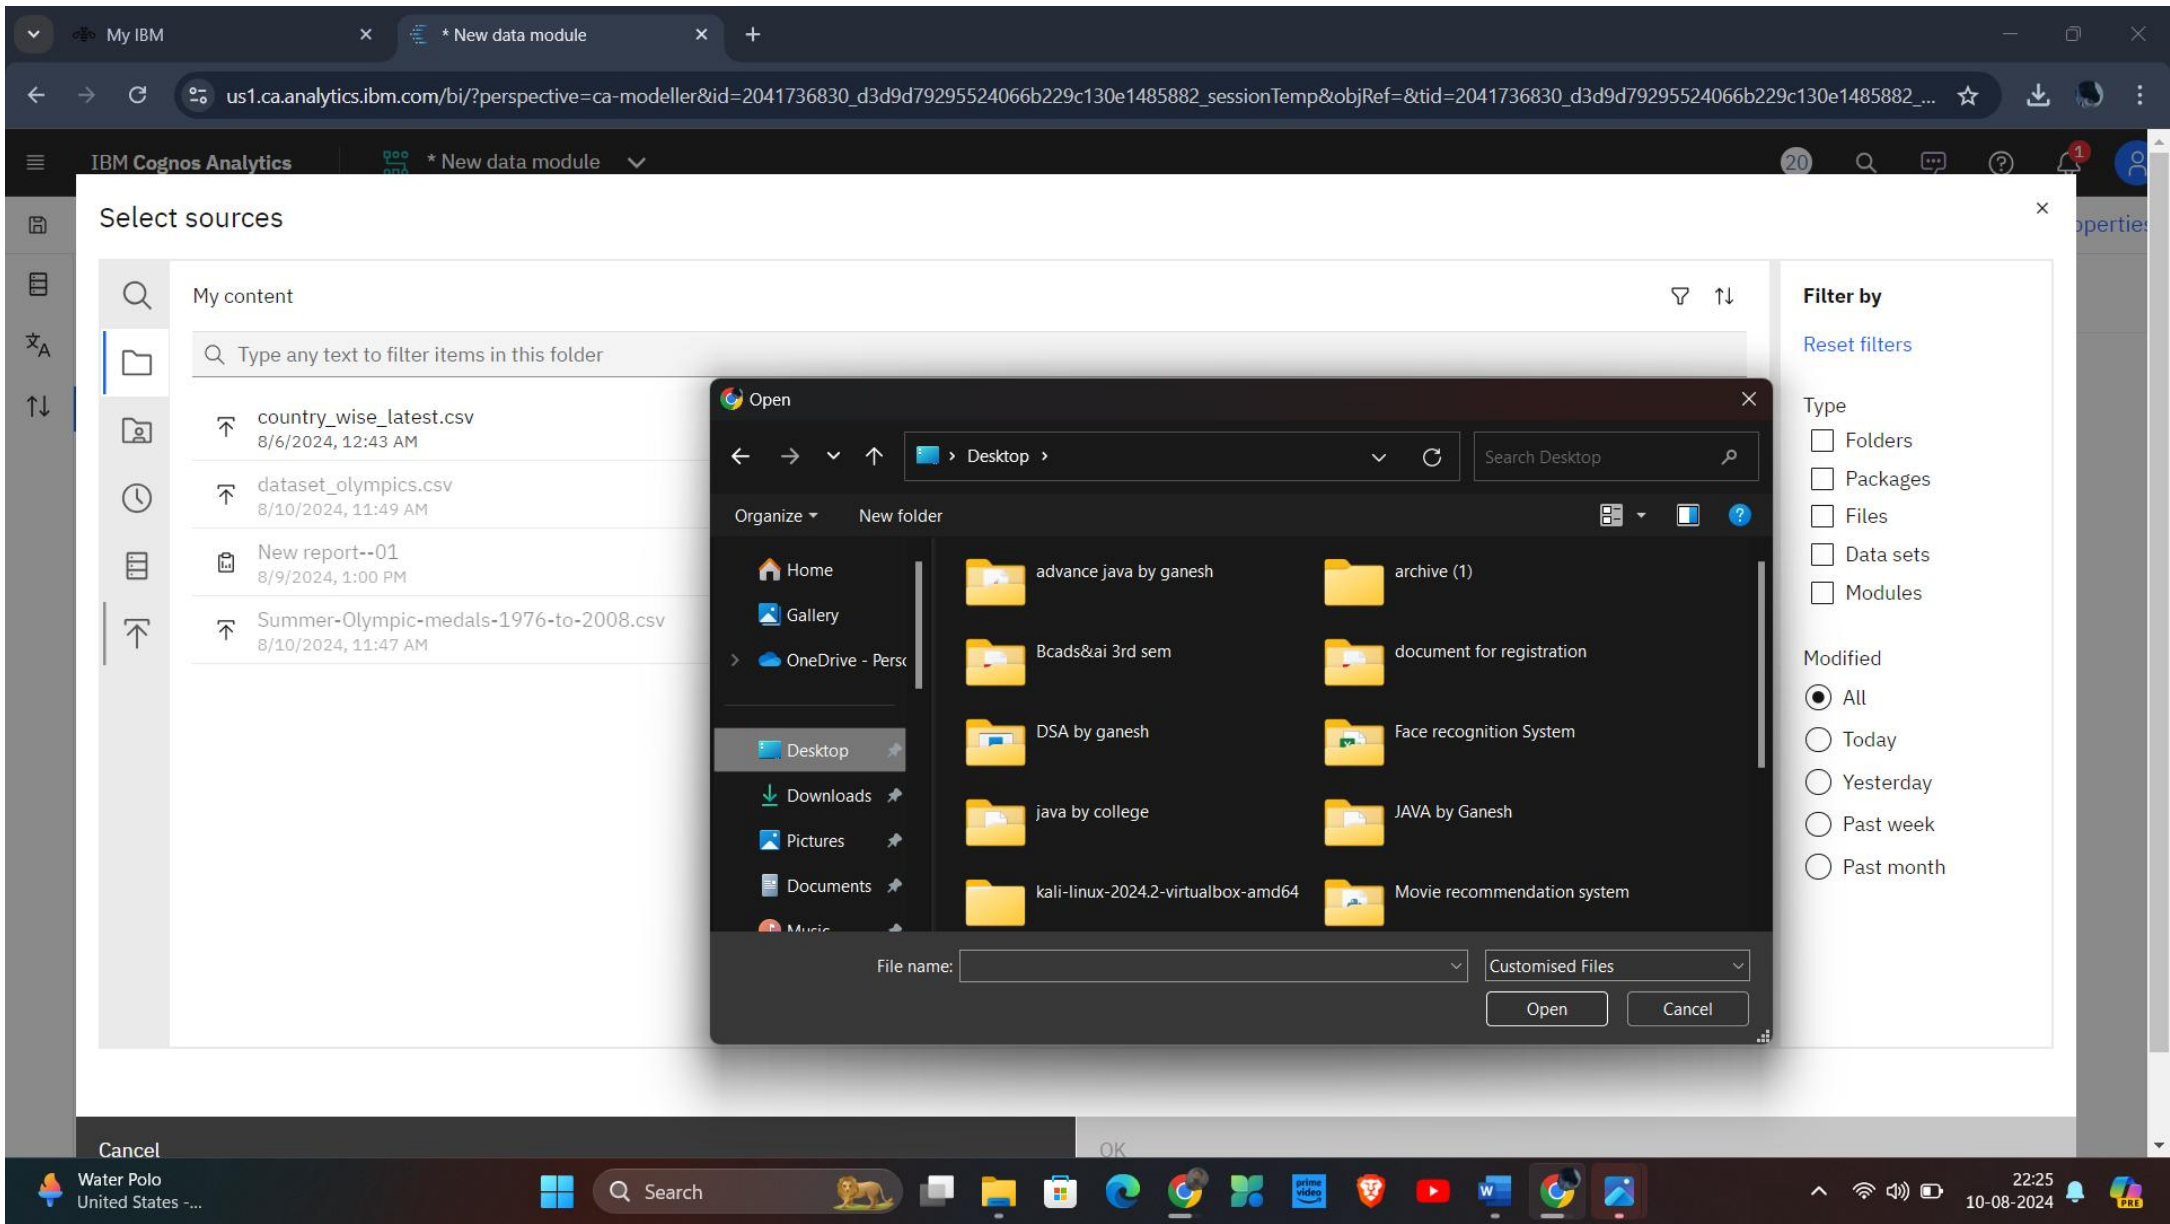 My IBM
* New data module
us1.ca.analytics.ibm.com/bi/?perspective=ca-modeller&id=2041736830_d3d9d79295524066b229c130e1485882_sessionTemp&objRef=&tid=2041736830_d3d9d79295524066b229c130e1485882_...
IBM Cognos Analytics
* New data module
20
1
Select sources
operties
My content
Type any text to filter items in this folder
country_wise_latest.csv
8/6/2024, 12:43 AM
dataset_olympics.csv
8/10/2024, 11:49 AM
New report--01
8/9/2024, 1:00 PM
Summer-Olympic-medals-1976-to-2008.csv
8/10/2024, 11:47 AM
Filter by
Reset filters
Type
Folders
Packages
Files
Data sets
Modules
Modified
All
Today
Yesterday
Past week
Past month
Open
Desktop
Search Desktop
Organize
New folder
Home
Gallery
OneDrive - Perso
Desktop
Downloads
Pictures
Documents
Music
advance java by ganesh
archive (1)
Bcads&ai 3rd sem
document for registration
DSA by ganesh
Face recognition System
java by college
JAVA by Ganesh
kali-linux-2024.2-virtualbox-amd64
Movie recommendation system
File name:
Customised Files
Open
Cancel
Cancel
OK
Water Polo
United States -...
Search
prime
video
W
22:25
10-08-2024
PRE